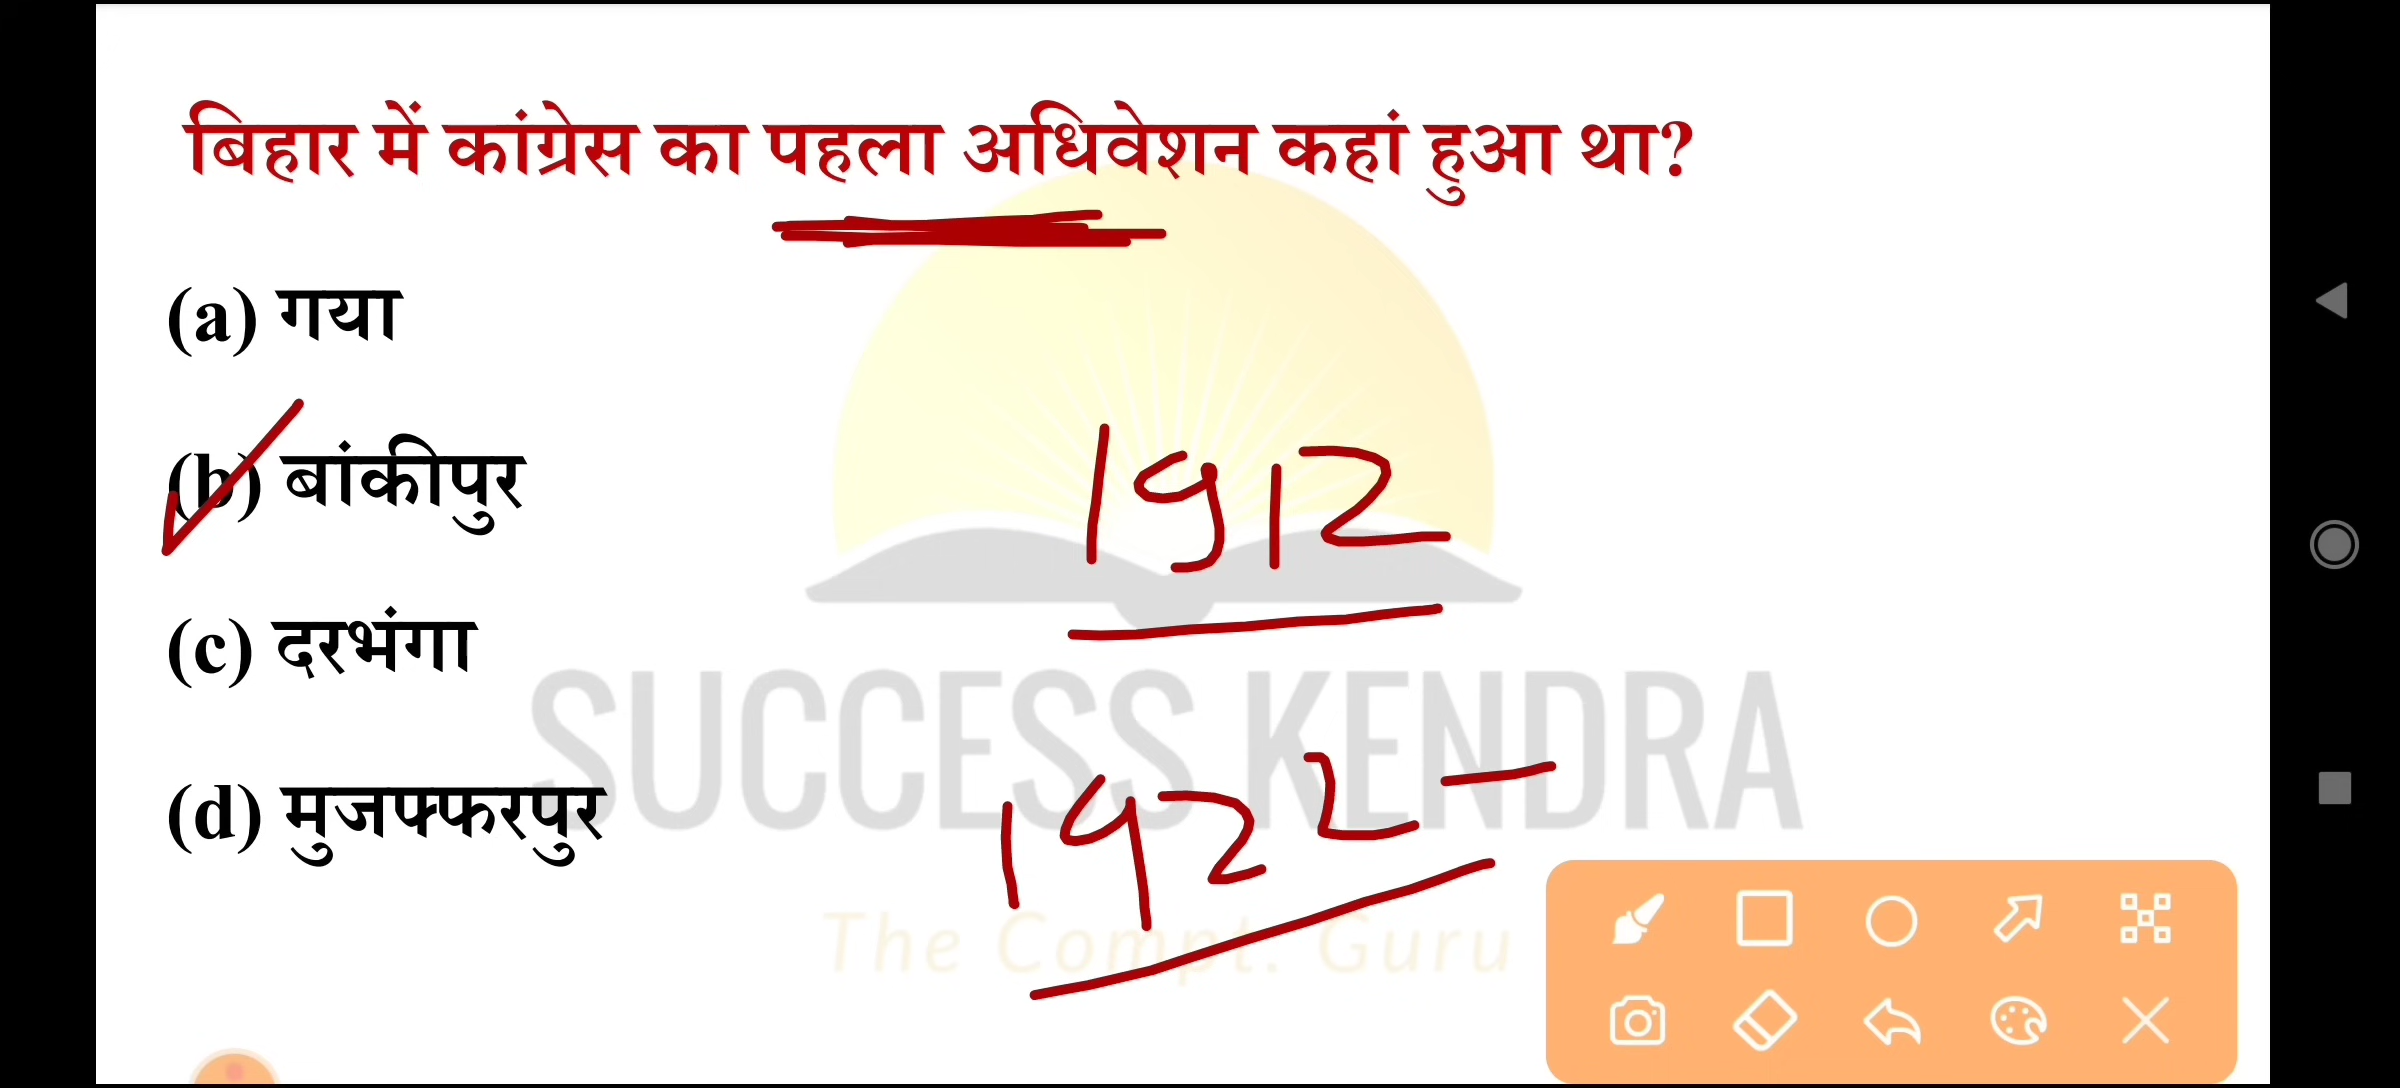 बिहार में कांग्रेस का पहला अधिवेशन कहां हुआ था?
(a) गया
(b) बांकीपुर
(c) दरभंगा
(d) मुजफ्फरपुर
1912
1922 -
SUCCESS KENDRA
The Compt. Guru